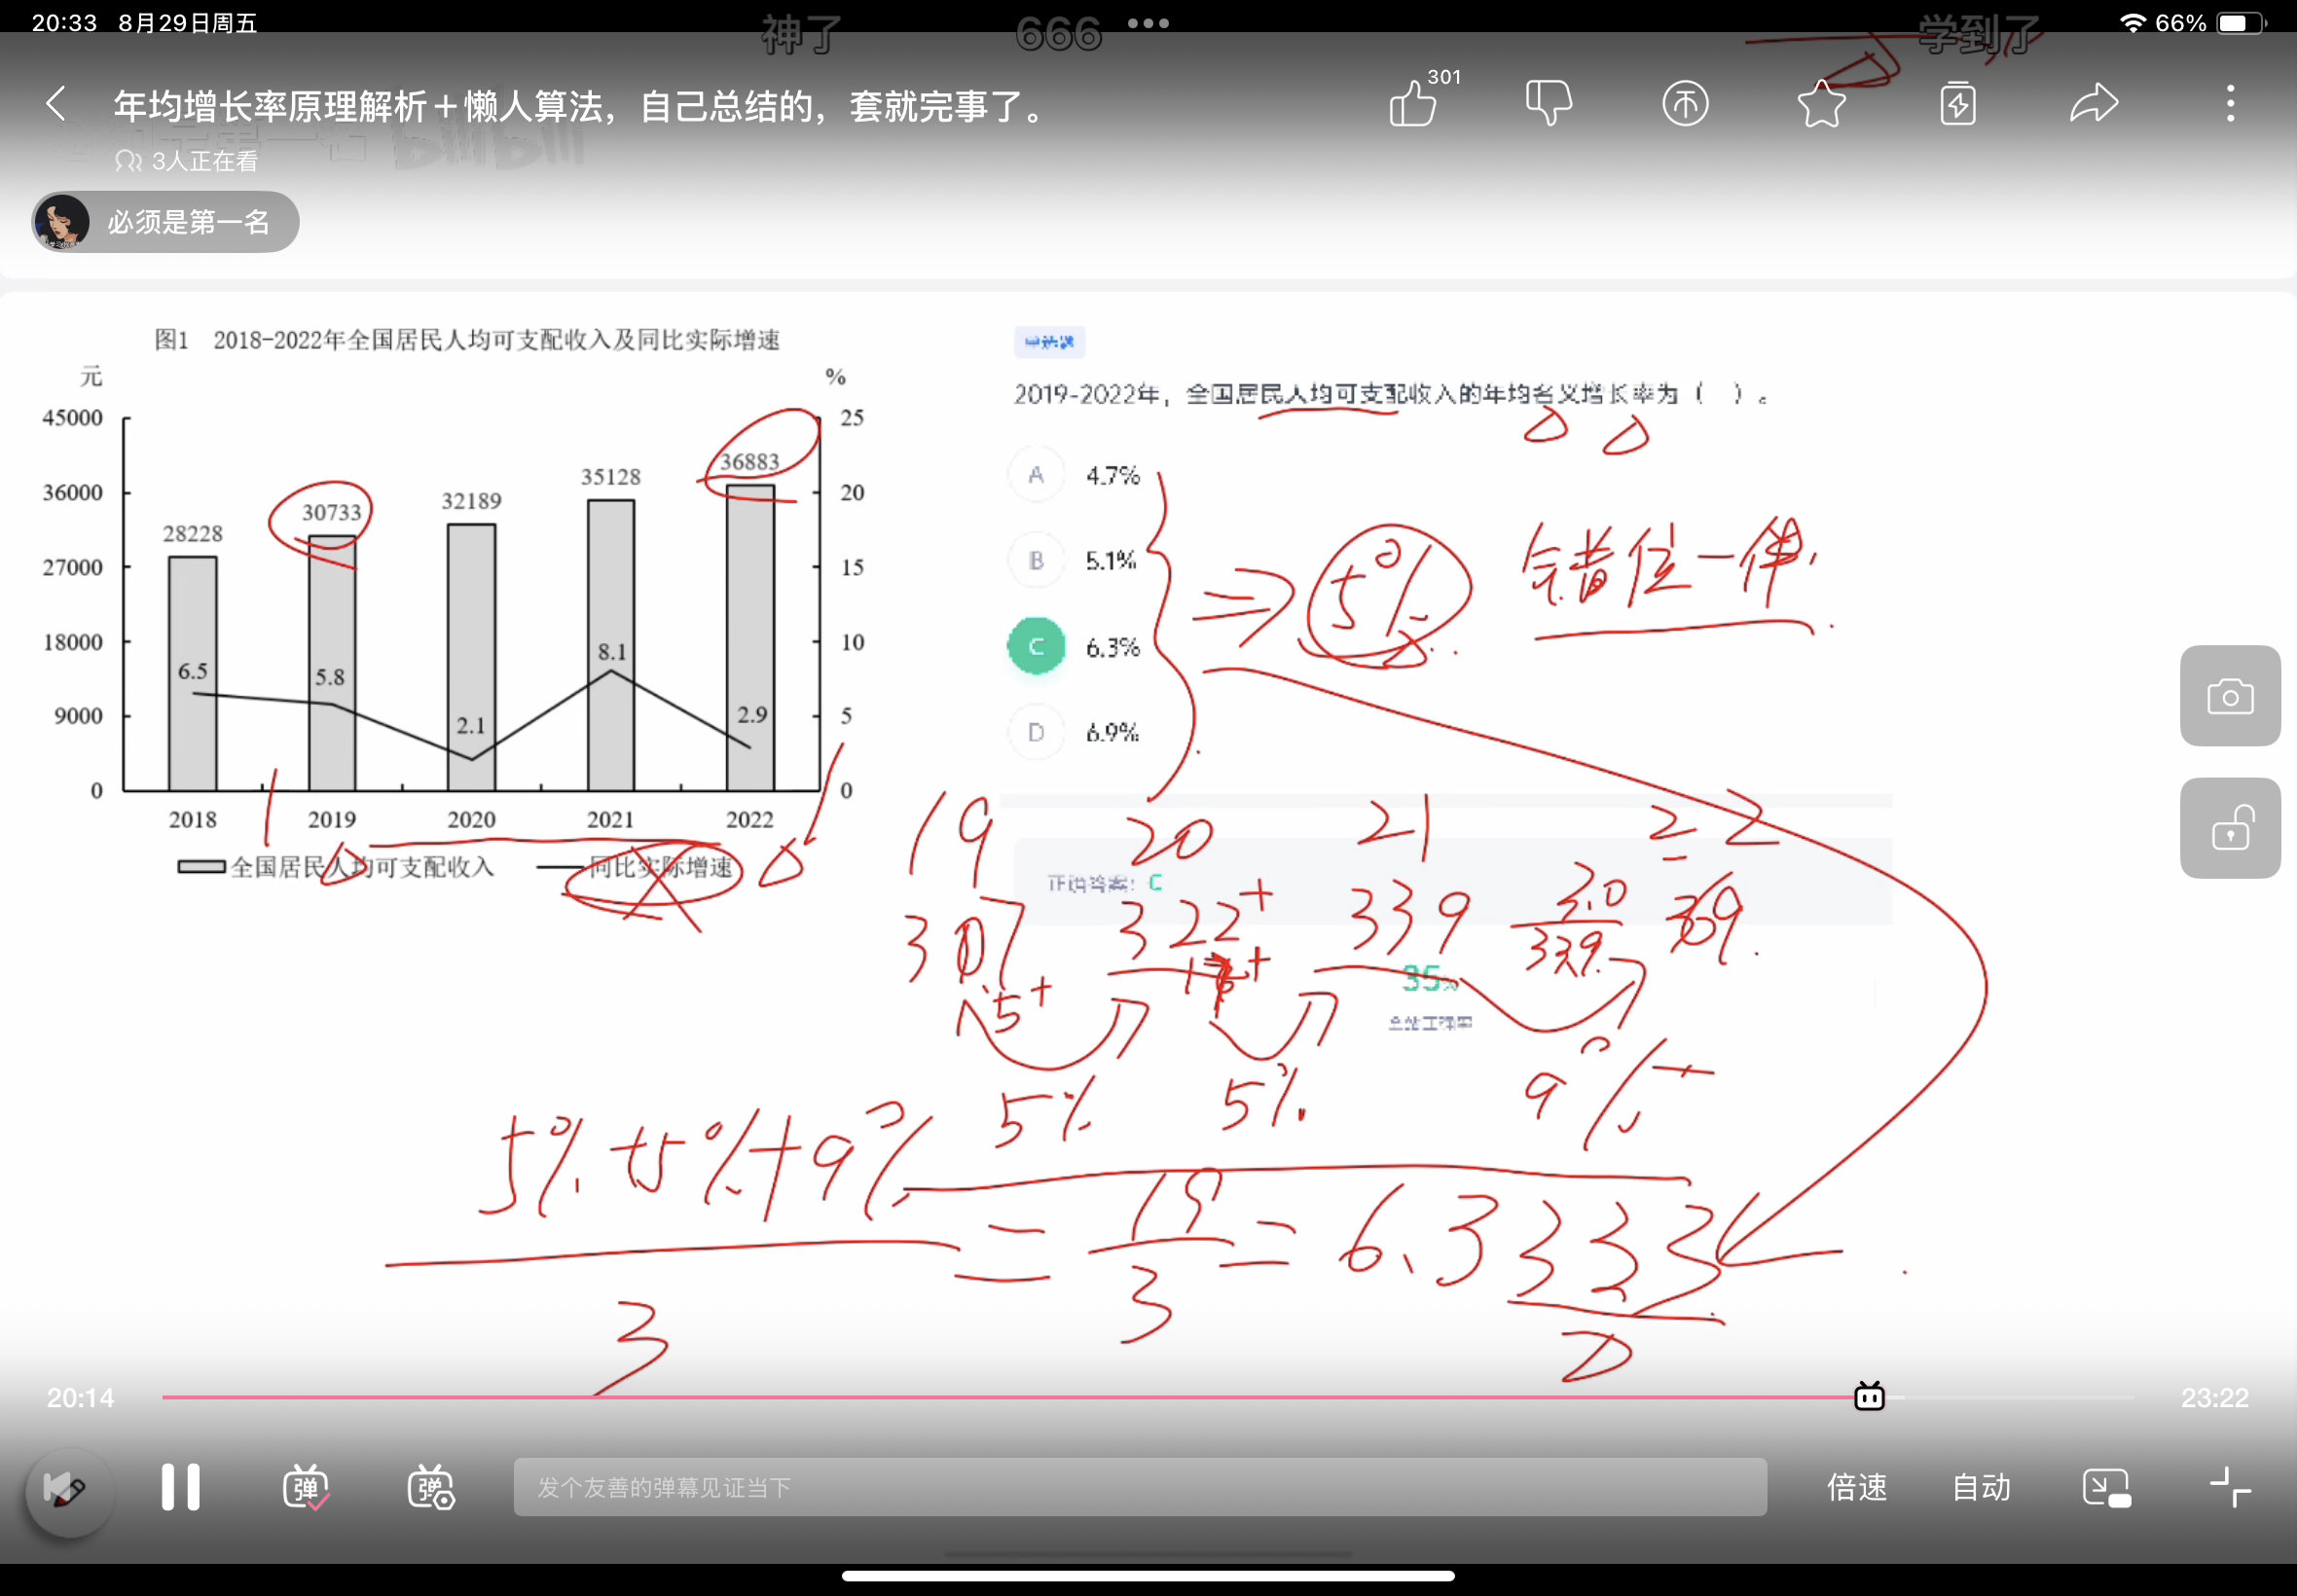 20:33 8月29日周五
神了 666 学到了
66%
年均增长率原理解析＋懒人算法，自己总结的，套就完事了。
301
3人正在看
必须是第一名
图1 2018-2022年全国居民人均可支配收入及同比实际增速
元 %
45000 25
36000 20
27000 15
18000 10
9000 5
0 0
28228 30733 32189 35128 36883
6.5 5.8 2.1 8.1 2.9
2018 2019 2020 2021 2022
全国居民人均可支配收入 同比实际增速
2019-2022年，全国居民人均可支配收入的年均名义增长率为（ ）。
A 4.7%
B 5.1%
C 6.3%
D 6.9%
5%
错位一件
19 20 21 22
正确答案：C
307 322+ 339 3.0 369
339
15+
35%
全站正确率
5% 5% 9%
5%+5%+9% = 19 = 6.3333
3 3
20:14 23:22
弹 弹 发个友善的弹幕见证当下 倍速 自动